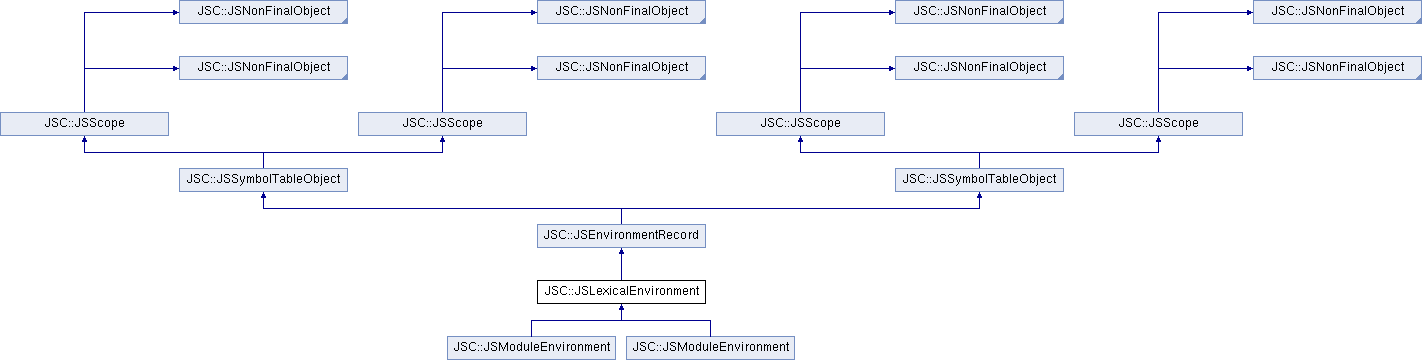 JSC::JSNonFinalObject
JSC::JSNonFinalObject
JSC::JSNonFinalObject
JSC::JSNonFinalObject
JSC::JSNonFinalObject
JSC::JSNonFinalObject
JSC::JSNonFinalObject
JSC::JSNonFinalObject
JSC::JSScope
JSC::JSScope
JSC::JSScope
JSC::JSScope
JSC::JSSymbolTableObject
JSC::JSSymbolTableObject
JSC::JSEnvironmentRecord
JSC::JSLexicalEnvironment
JSC::JSModuleEnvironment
JSC::JSModuleEnvironment